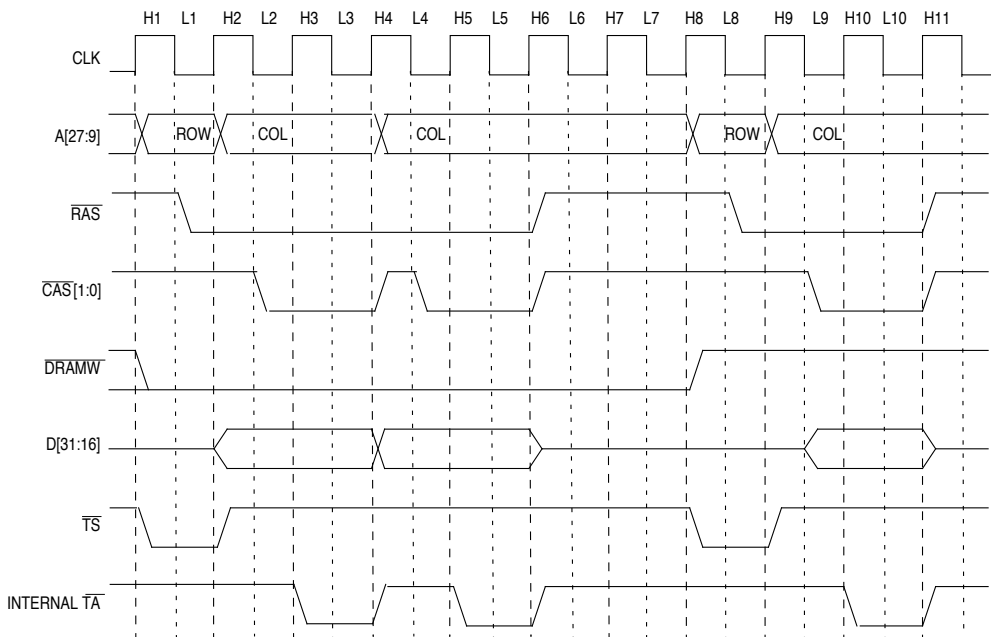 H1 L1 H2 L2 H3 L3 H4 L4 H5 L5 H6 L6 H7 L7 H8 L8 H9 L9 H10 L10 H11
CLK
A[27:9] ROW COL COL ROW COL
RAS
CAS[1:0]
DRAMW
D[31:16]
TS
INTERNAL TA